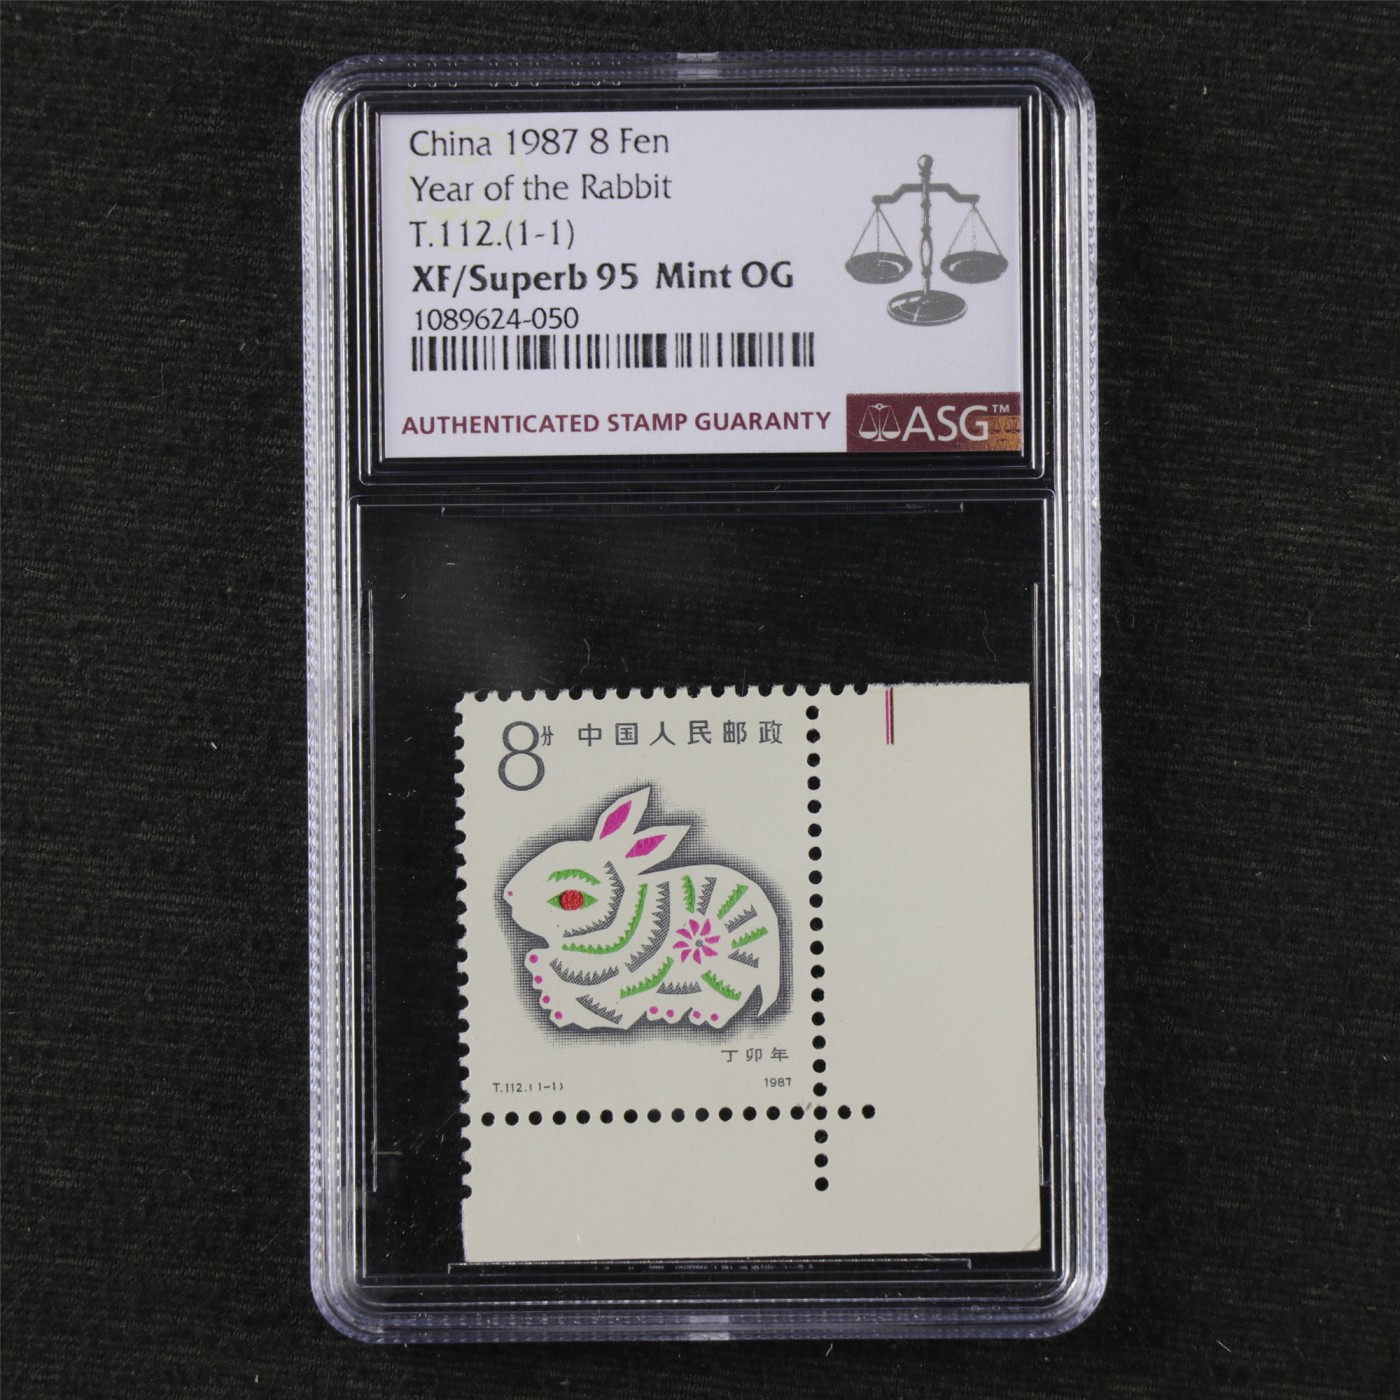 China 1987 8 Fen
Year of the Rabbit
T.112.(1-1)
XF/Superb 95 Mint OG
1089624-050
AUTHENTICATED STAMP GUARANTY
ASG™
8分 中国人民邮政
丁卯年
T.112.(1-1) 1987